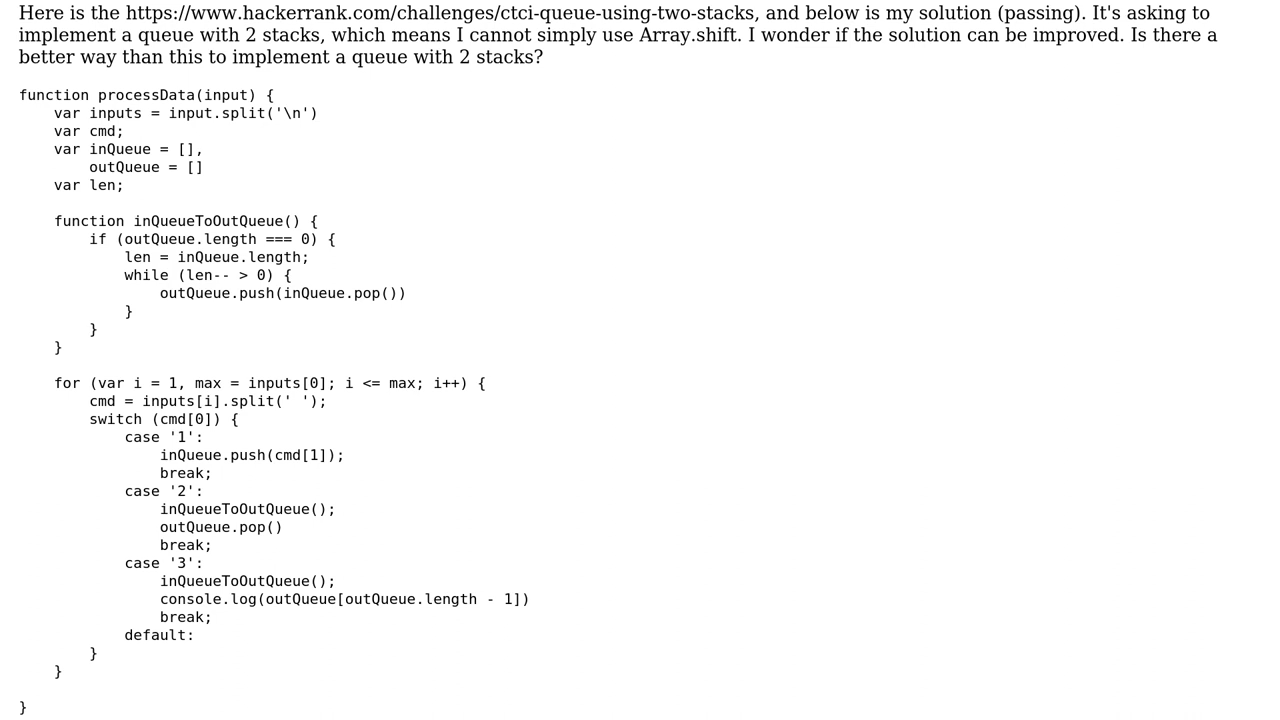 Here is the https://www.hackerrank.com/challenges/ctci-queue-using-two-stacks, and below is my solution (passing). It's asking to
implement a queue with 2 stacks, which means I cannot simply use Array.shift. I wonder if the solution can be improved. Is there a
better way than this to implement a queue with 2 stacks?
function processData(input) {
    var inputs = input.split('\n')
    var cmd;
    var inQueue = [],
        outQueue = []
    var len;
    function inQueueToOutQueue() {
        if (outQueue.length === 0) {
            len = inQueue.length;
            while (len-- > 0) {
                outQueue.push(inQueue.pop())
            }
        }
    }
    for (var i = 1, max = inputs[0]; i <= max; i++) {
        cmd = inputs[i].split(' ');
        switch (cmd[0]) {
            case '1':
                inQueue.push(cmd[1]);
                break;
            case '2':
                inQueueToOutQueue();
                outQueue.pop()
                break;
            case '3':
                inQueueToOutQueue();
                console.log(outQueue[outQueue.length - 1])
                break;
            default:
        }
    }
}